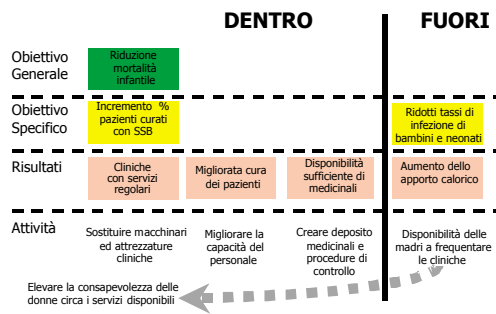 DENTRO
FUORI
Obiettivo
Generale
Riduzione
mortalità
infantile
Obiettivo
Specifico
Incremento %
pazienti curati
con SSB
Ridotti tassi di
infezione di
bambini e neonati
Risultati
Cliniche
con servizi
regolari
Migliorata cura
dei pazienti
Disponibilità
sufficiente di
medicinali
Aumento dello
apporto calorico
Attività
Sostituire macchinari
ed attrezzature
cliniche
Migliorare la
capacità del
personale
Creare deposito
medicinali e
procedure di
controllo
Disponibilità delle
madri a frequentare
le cliniche
Elevare la consapevolezza delle
donne circa i servizi disponibili